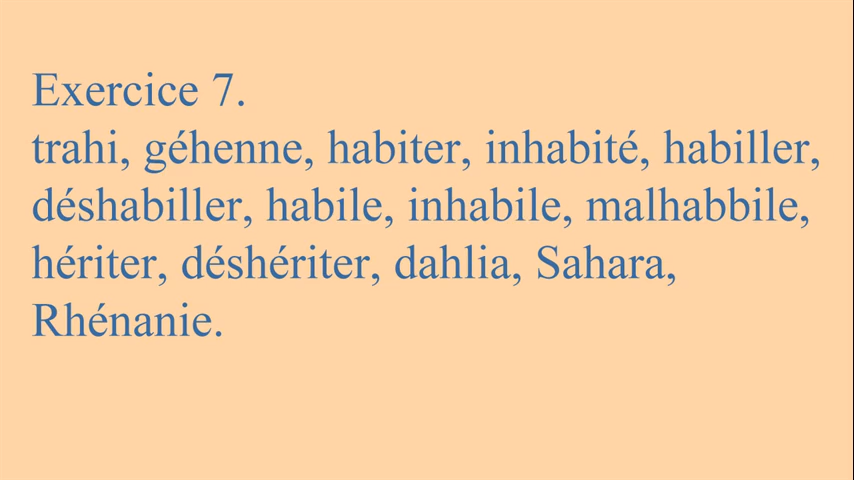 Exercice 7.
trahi, géhenne, habiter, inhabité, habiller,
déshabiller, habile, inhabile, malhabbile,
hériter, déshériter, dahlia, Sahara,
Rhénanie.